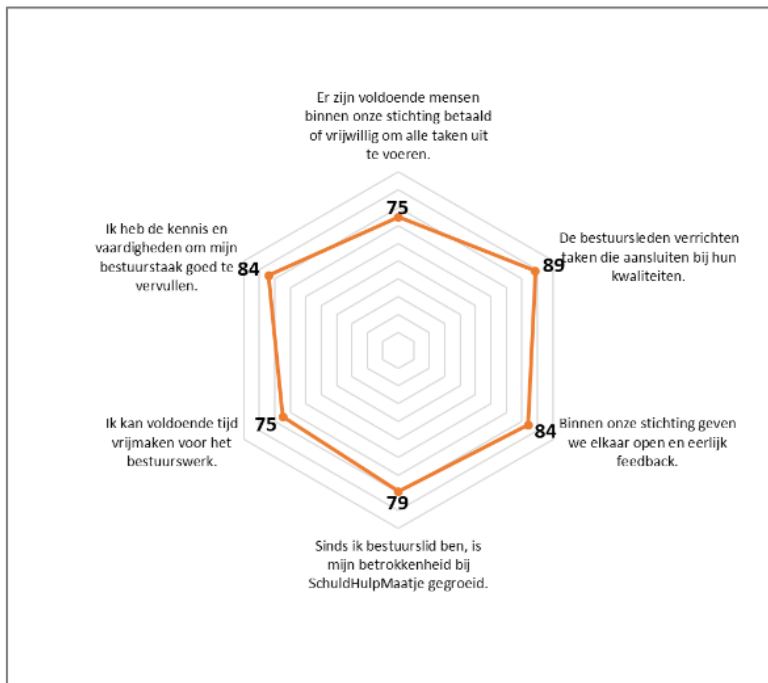 Er zijn voldoende mensen
binnen onze stichting betaald
of vrijwillig om alle taken uit
te voeren.
75
De bestuursleden verrichten
taken die aansluiten bij hun
kwaliteiten.
89
Binnen onze stichting geven
we elkaar open en eerlijk
feedback.
84
79
Sinds ik bestuurslid ben, is
mijn betrokkenheid bij
SchuldHulpMaatje gegroeid.
Ik kan voldoende tijd
vrijmaken voor het
bestuurswerk.
75
Ik heb de kennis en
vaardigheden om mijn
bestuurstaak goed te
vervullen.
84